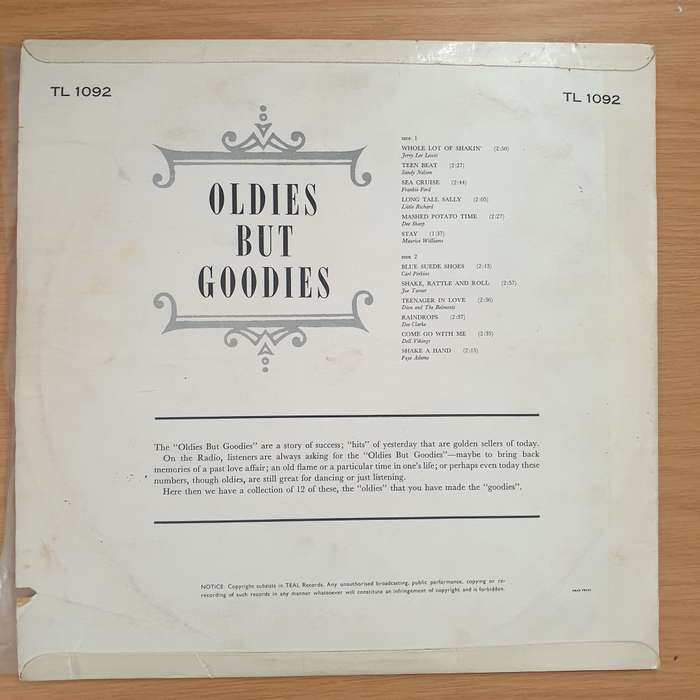 TL 1092
TL 1092
OLDIES
BUT
GOODIES
SIDE 1
WHOLE LOT OF SHAKIN' (2:50)
Jerry Lee Lewis
TEEN BEAT (2:27)
Sandy Nelson
SEA CRUISE (2:44)
Frankie Ford
LONG TALL SALLY (2:05)
Little Richard
MASHED POTATO TIME (2:27)
Dee Sharp
STAY (1:37)
Maurice Williams
SIDE 2
BLUE SUEDE SHOES (2:13)
Carl Perkins
SHAKE, RATTLE AND ROLL (2:57)
Joe Turner
TEENAGER IN LOVE (2:36)
Dion and The Belmonts
RAINDROPS (2:57)
Dee Clarke
COME GO WITH ME (2:35)
Dell Vikings
SHAKE A HAND (2:15)
Faye Adams
The "Oldies But Goodies" are a story of success; "hits" of yesterday that are golden sellers of today.
On the Radio, listeners are always asking for the "Oldies But Goodies"—maybe to bring back
memories of a past love affair; an old flame or a particular time in one's life; or perhaps even today these
numbers, though oldies, are still great for dancing or just listening.
Here then we have a collection of 12 of these, the "oldies" that you have made the "goodies".
NOTICE: Copyright subsists in TEAL Records. Any unauthorised broadcasting, public performance, copying or re-
recording of such records in any manner whatsoever will constitute an infringement of copyright and is forbidden.